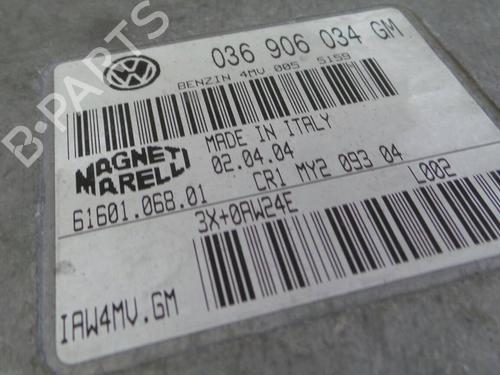 036 906 034 GM
BENZIN 4MV 005 5159
MAGNETI
MARELLI
MADE IN ITALY
02.04.04
61601.068.01
CR1 MY2 093 04
3X+0AW24E
L002
IAW4MV.GM
B-PARTS